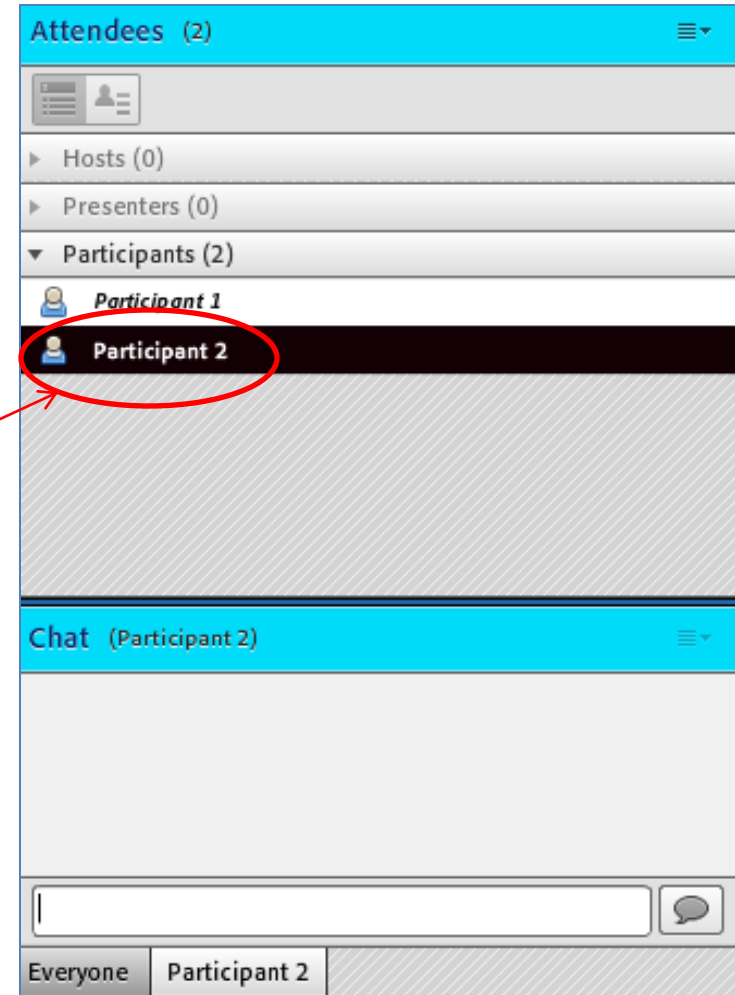 Attendees (2)
Hosts (0)
Presenters (0)
Participants (2)
Participant 1
Participant 2
Chat (Participant 2)
Everyone Participant 2